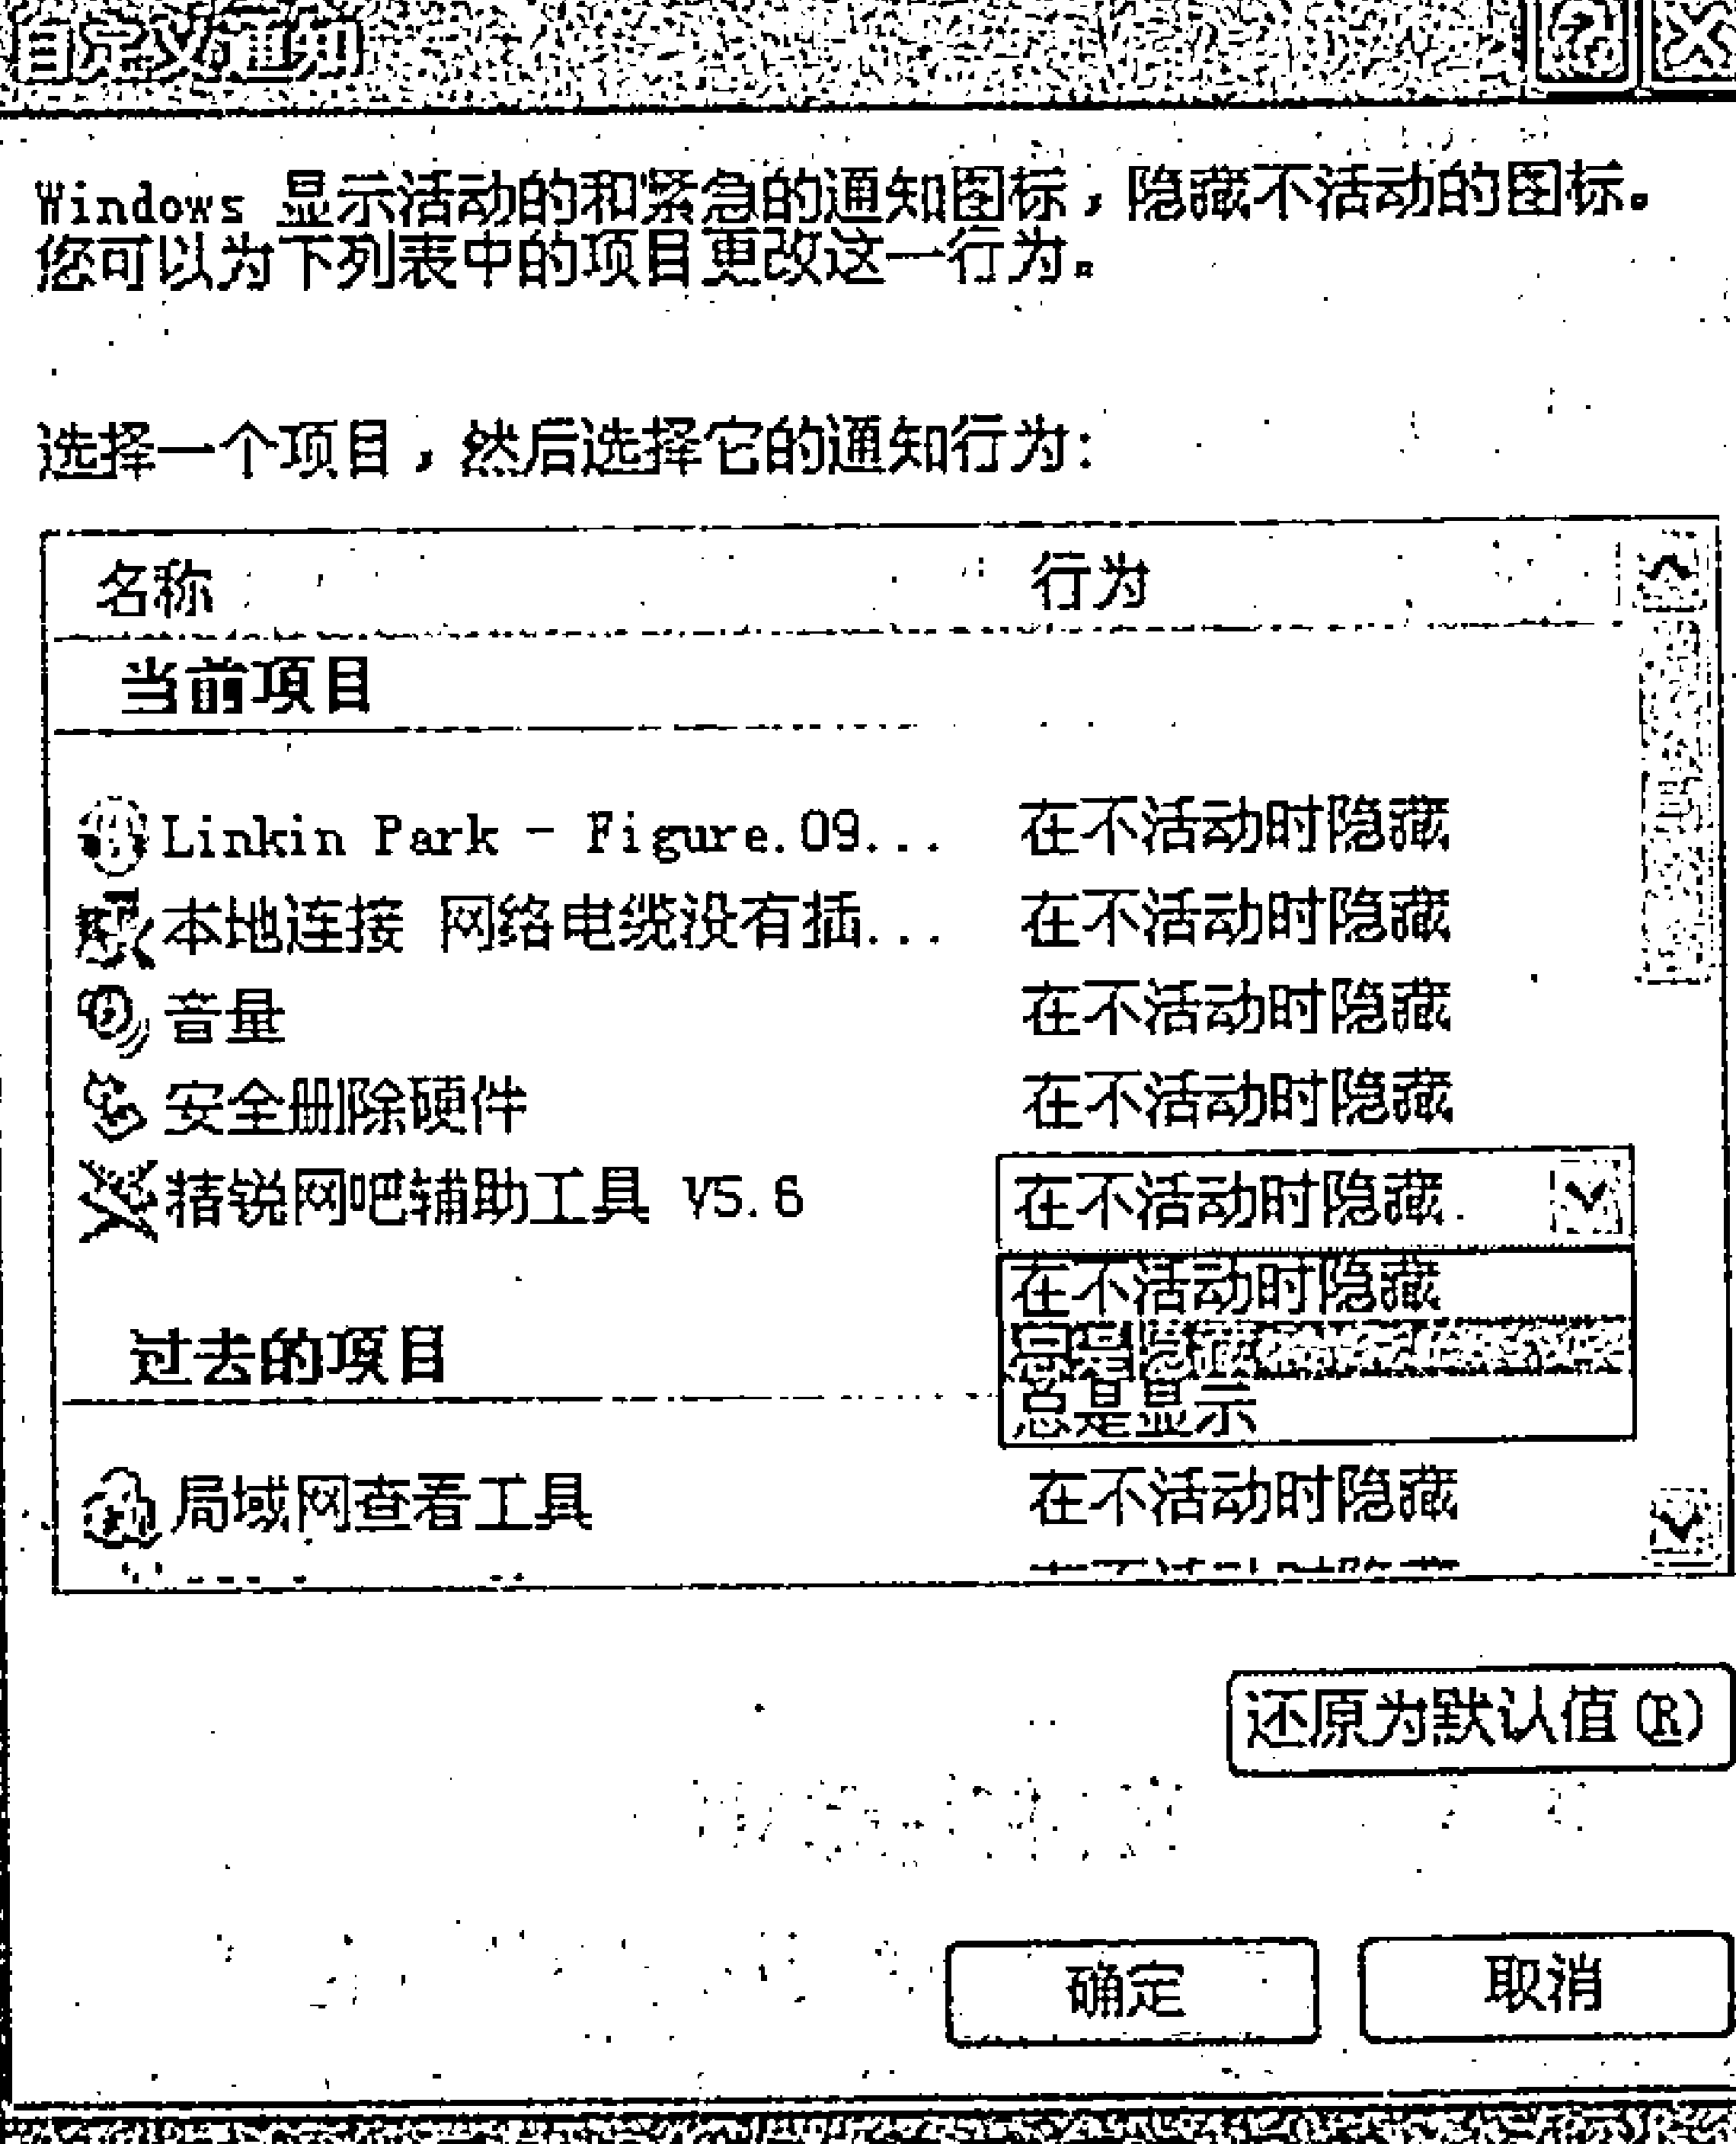 自定义通知
Windows 显示活动的和紧急的通知图标，隐藏不活动的图标。
您可以为下列表中的项目更改这一行为。
选择一个项目，然后选择它的通知行为：
名称 行为
当前项目
Linkin Park - Figure.09... 在不活动时隐藏
本地连接 网络电缆没有插... 在不活动时隐藏
音量 在不活动时隐藏
安全删除硬件 在不活动时隐藏
精锐网吧辅助工具 V5.6 在不活动时隐藏
在不活动时隐藏
总是隐藏
总是显示
过去的项目
局域网查看工具 在不活动时隐藏
还原为默认值(R)
确定 取消